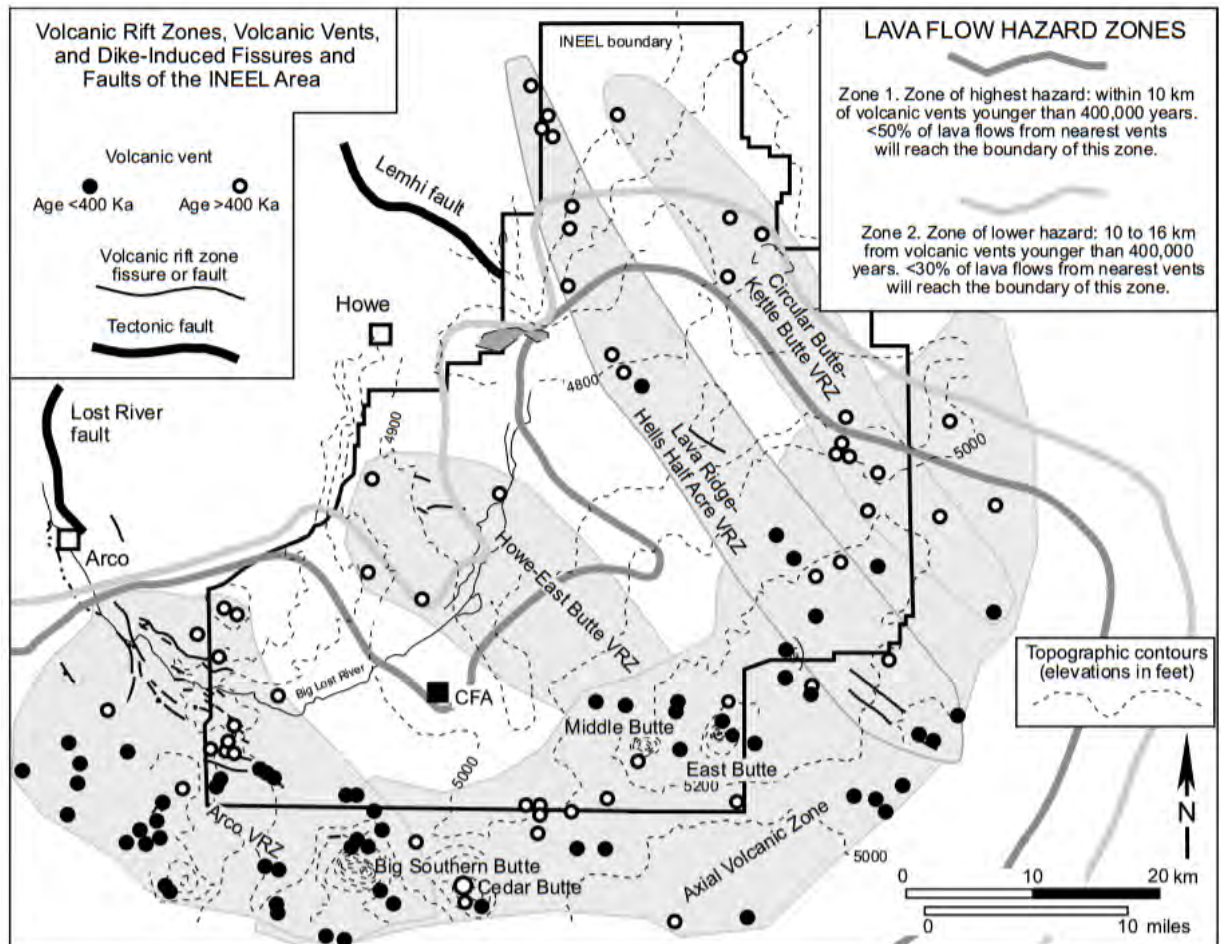 Volcanic Rift Zones, Volcanic Vents,
and Dike-Induced Fissures and
Faults of the INEEL Area
Volcanic vent
Age <400 Ka
Age >400 Ka
Volcanic rift zone
fissure or fault
Tectonic fault
INEEL boundary
LAVA FLOW HAZARD ZONES
Zone 1. Zone of highest hazard: within 10 km
of volcanic vents younger than 400,000 years.
<50% of lava flows from nearest vents
will reach the boundary of this zone.
Zone 2. Zone of lower hazard: 10 to 16 km
from volcanic vents younger than 400,000
years. <30% of lava flows from nearest vents
will reach the boundary of this zone.
Lemhi fault
Howe
Circular Butte-
Kettle Butte VRZ
4800
Lost River
fault
4900
Lava Ridge-
Hells Half Acre VRZ
5000
Arco
Howe-East Butte VRZ
Big Lost River
CFA
Topographic contours
(elevations in feet)
Middle Butte
East Butte
5200
5000
Arco VRZ
Big Southern Butte
Cedar Butte
Axial Volcanic Zone
5000
N
0 10 20 km
0 10 miles